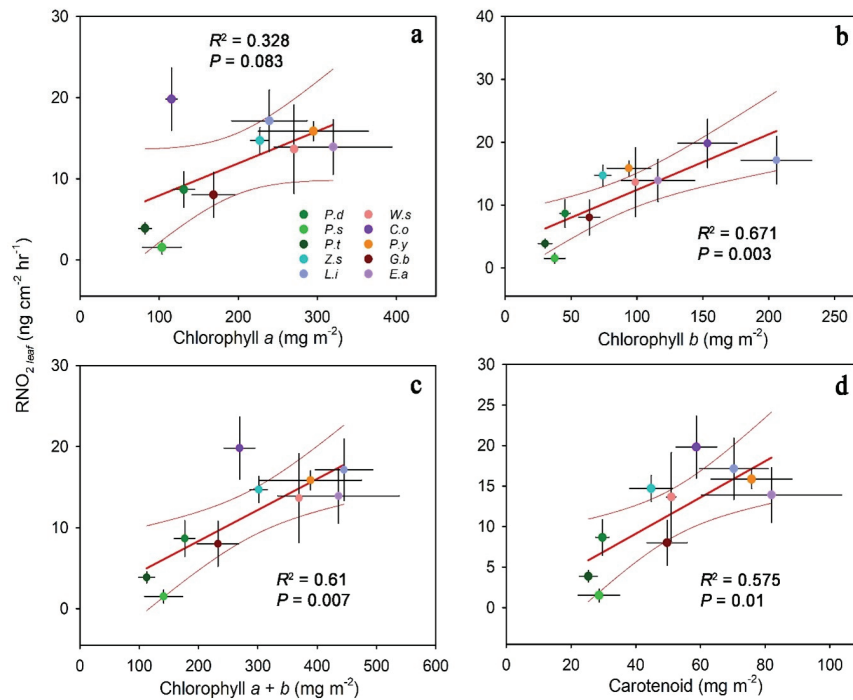 RNO2 leaf (ng cm-2 hr-1)
30
20
10
0
a
R2 = 0.328
P = 0.083
P.d
P.s
P.t
Z.s
L.i
W.s
C.o
P.y
G.b
E.a
100 200 300 400
Chlorophyll a (mg m-2)
40
30
20
10
0
b
R2 = 0.671
P = 0.003
0 50 100 150 200 250
Chlorophyll b (mg m-2)
30
20
10
0
c
R2 = 0.61
P = 0.007
0 100 200 300 400 500 600
Chlorophyll a + b (mg m-2)
30
25
20
15
10
5
0
d
R2 = 0.575
P = 0.01
0 20 40 60 80 100
Carotenoid (mg m-2)